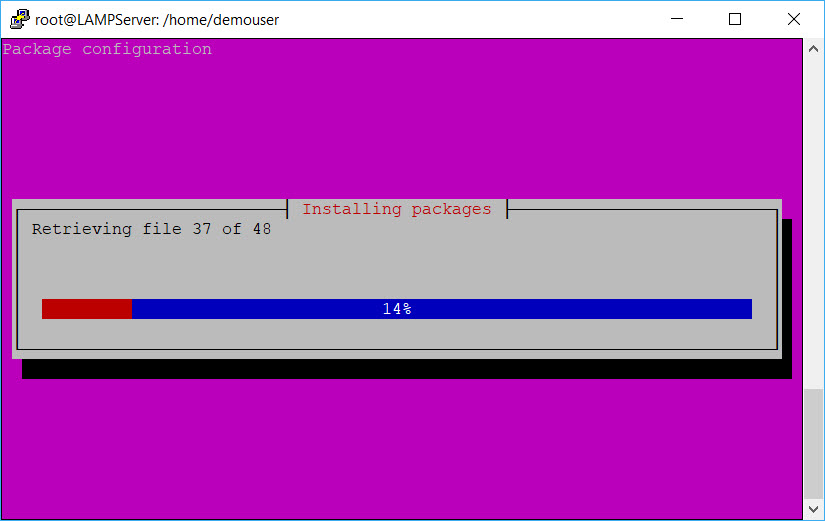 root@LAMPServer: /home/demouser
Package configuration
Installing packages
Retrieving file 37 of 48
14%